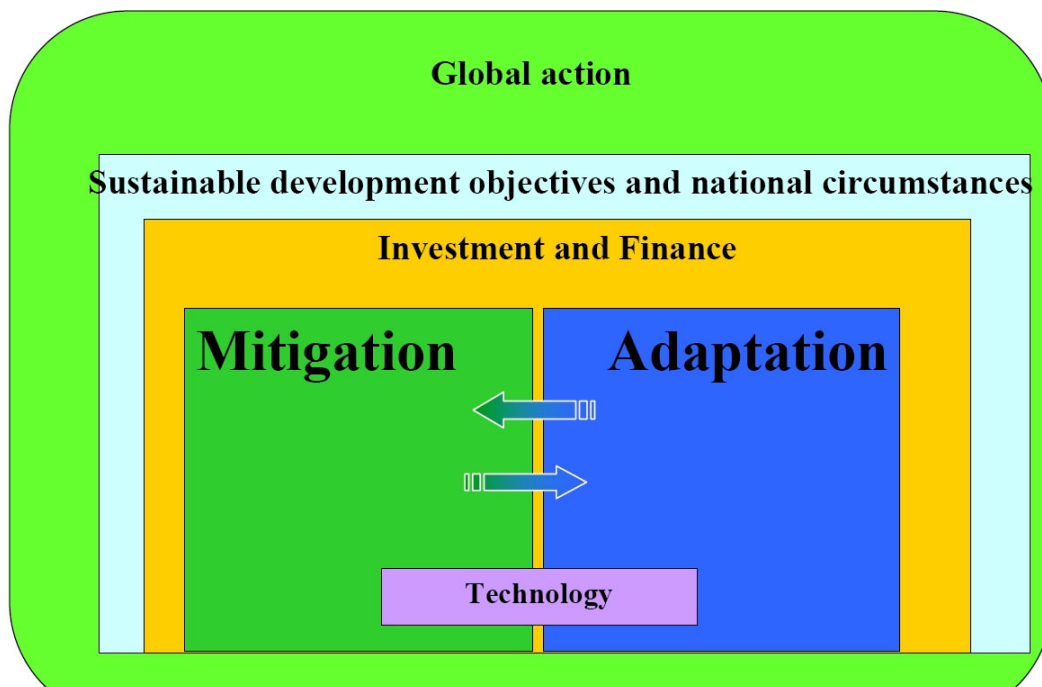 Global action
Sustainable development objectives and national circumstances
Investment and Finance
Mitigation
Adaptation
Technology